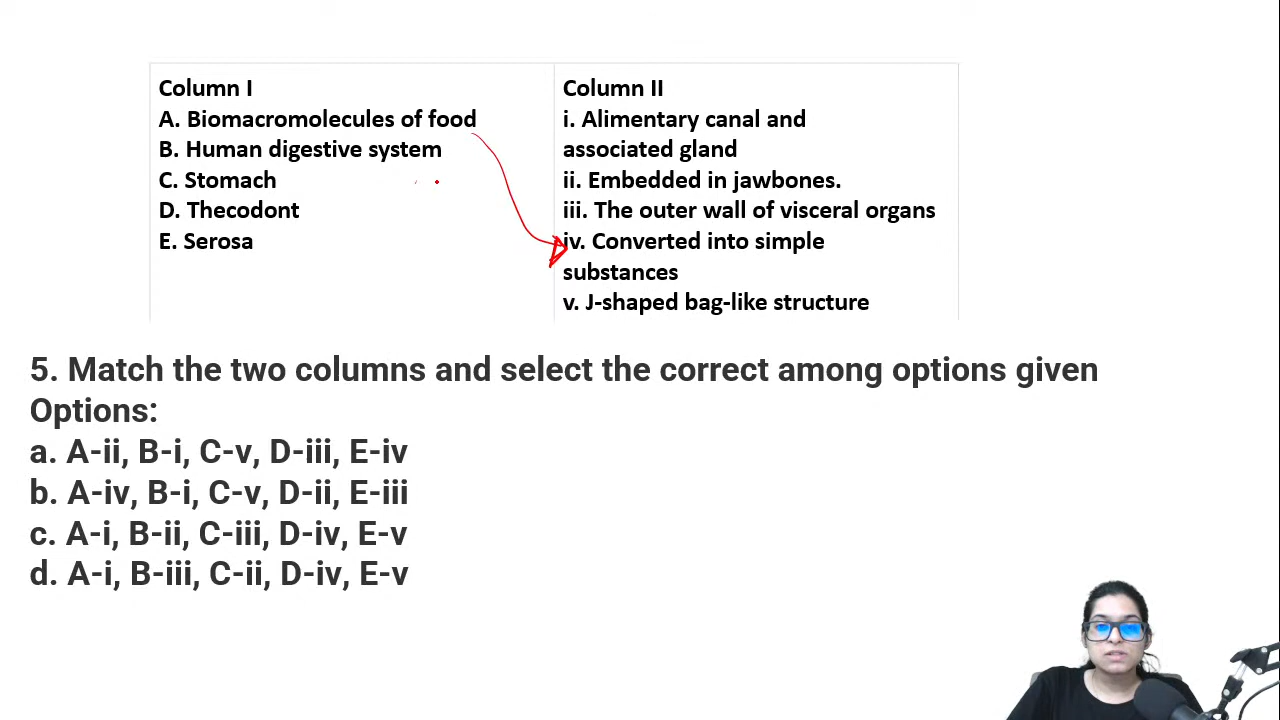 Column I
A. Biomacromolecules of food
B. Human digestive system
C. Stomach
D. Thecodont
E. Serosa
Column II
i. Alimentary canal and
associated gland
ii. Embedded in jawbones.
iii. The outer wall of visceral organs
iv. Converted into simple
substances
v. J-shaped bag-like structure
5. Match the two columns and select the correct among options given
Options:
a. A-ii, B-i, C-v, D-iii, E-iv
b. A-iv, B-i, C-v, D-ii, E-iii
c. A-i, B-ii, C-iii, D-iv, E-v
d. A-i, B-iii, C-ii, D-iv, E-v